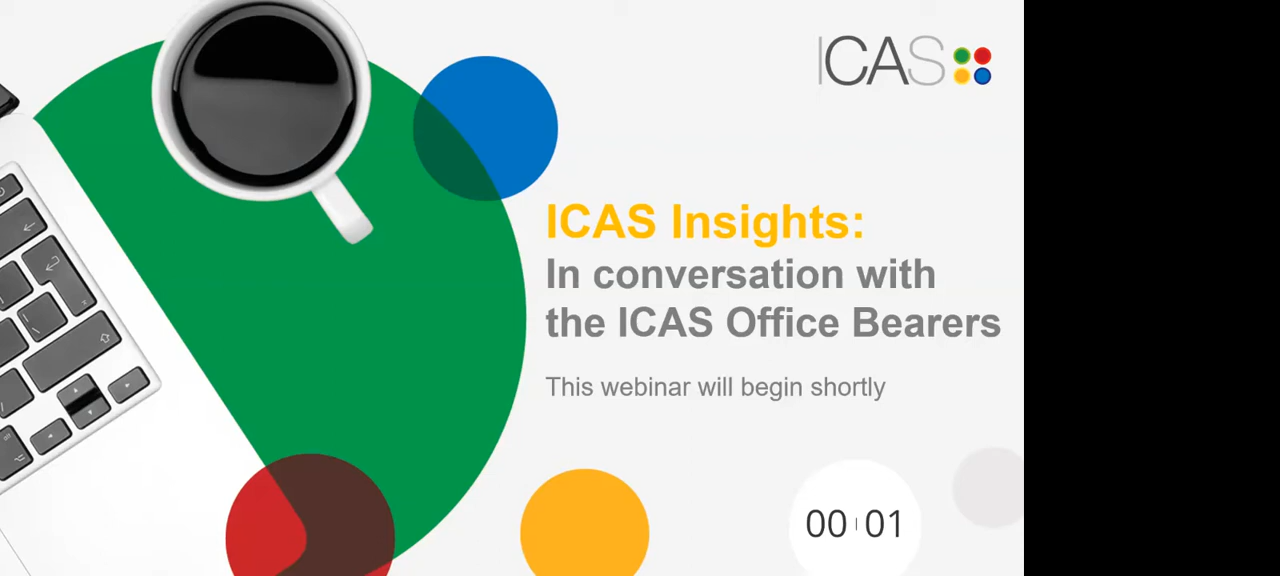 ICAS
ICAS Insights:
In conversation with
the ICAS Office Bearers
This webinar will begin shortly
00 01